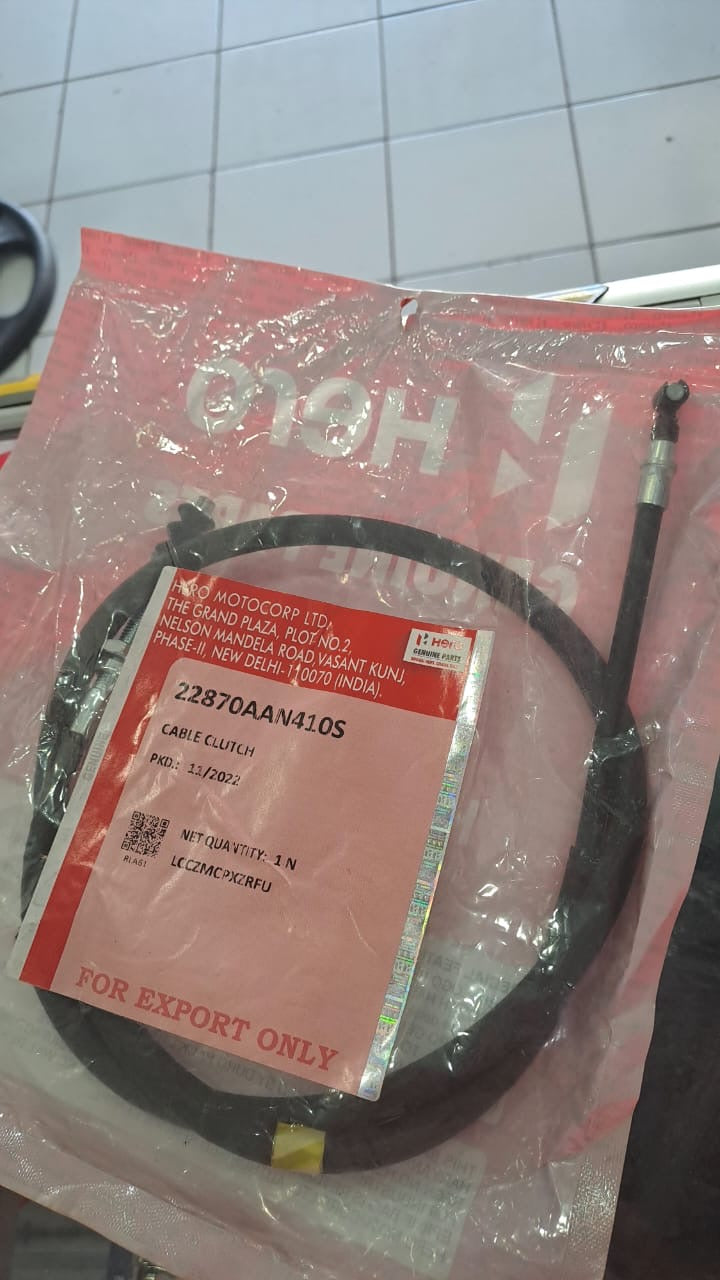 Hero
HERO MOTOCORP LTD,
THE GRAND PLAZA, PLOT NO.2,
NELSON MANDELA ROAD,VASANT KUNJ,
PHASE-II, NEW DELHI-110070 (INDIA).
Hero
GENUINE PARTS
22870AAN410S
CABLE CLUTCH
PKD.: 11/2022
NET QUANTITY: 1 N
LCCZMCPXZRFU
RLA61
FOR EXPORT ONLY